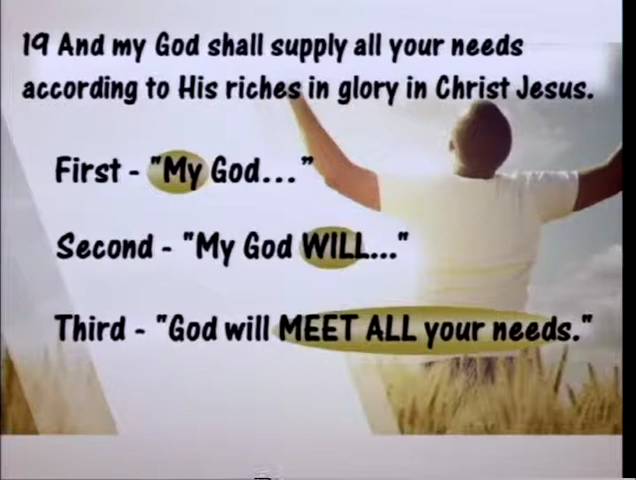 19 And my God shall supply all your needs
according to His riches in glory in Christ Jesus.
First - "My God..."
Second - "My God WILL..."
Third - "God will MEET ALL your needs."